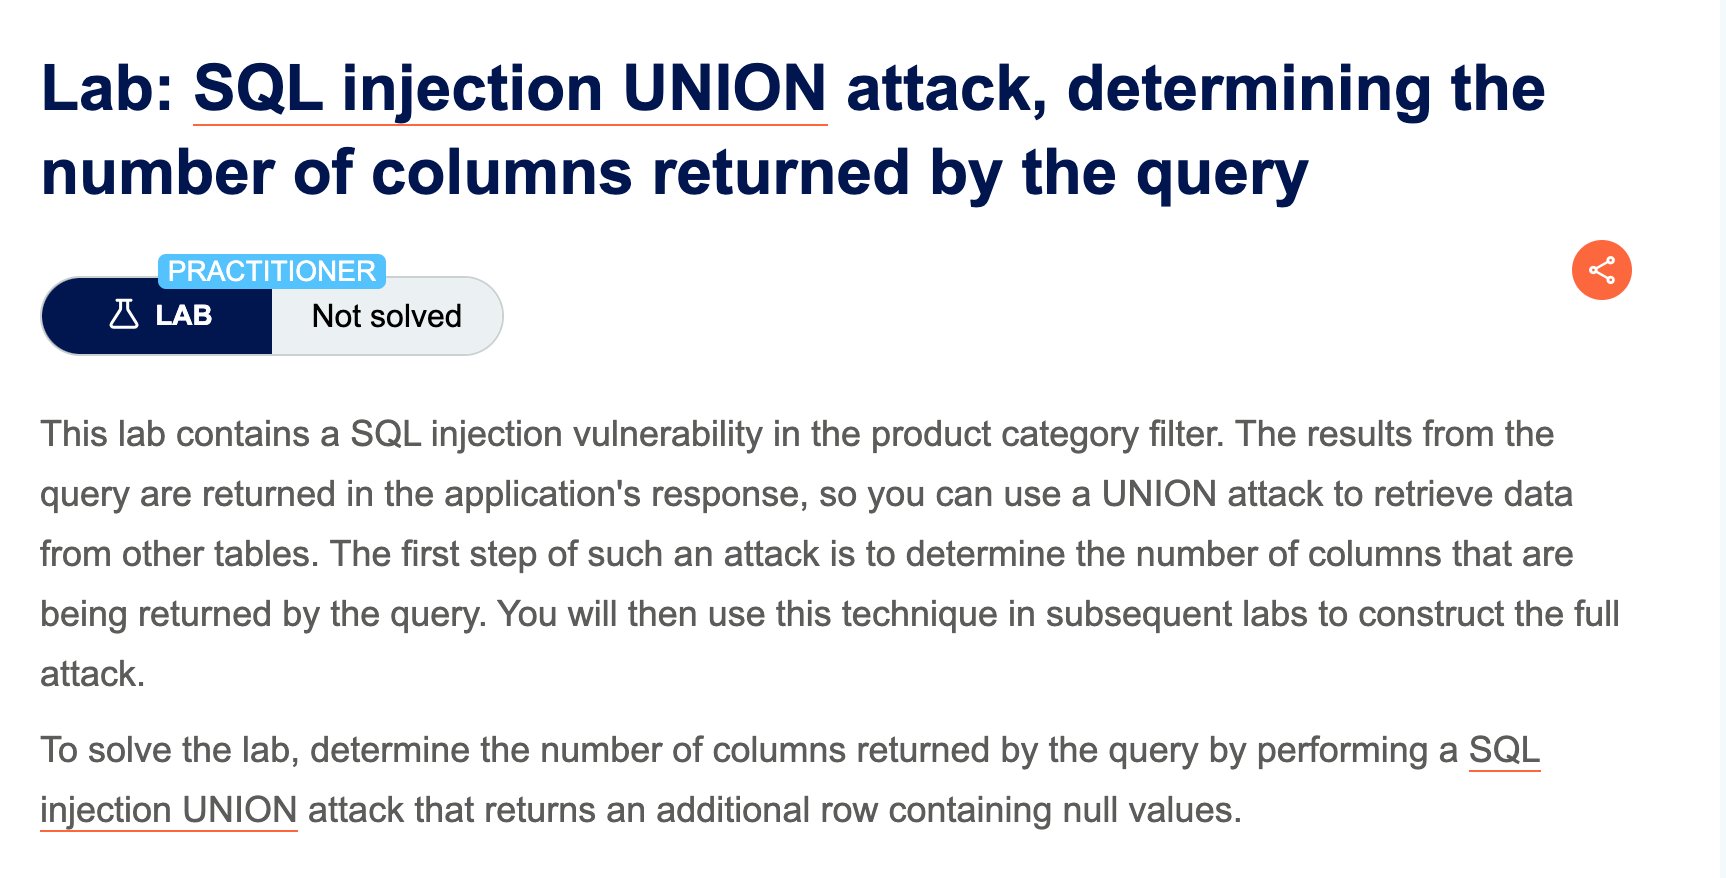 Lab: SQL injection UNION attack, determining the
number of columns returned by the query
PRACTITIONER
LAB
Not solved
This lab contains a SQL injection vulnerability in the product category filter. The results from the
query are returned in the application's response, so you can use a UNION attack to retrieve data
from other tables. The first step of such an attack is to determine the number of columns that are
being returned by the query. You will then use this technique in subsequent labs to construct the full
attack.
To solve the lab, determine the number of columns returned by the query by performing a SQL
injection UNION attack that returns an additional row containing null values.